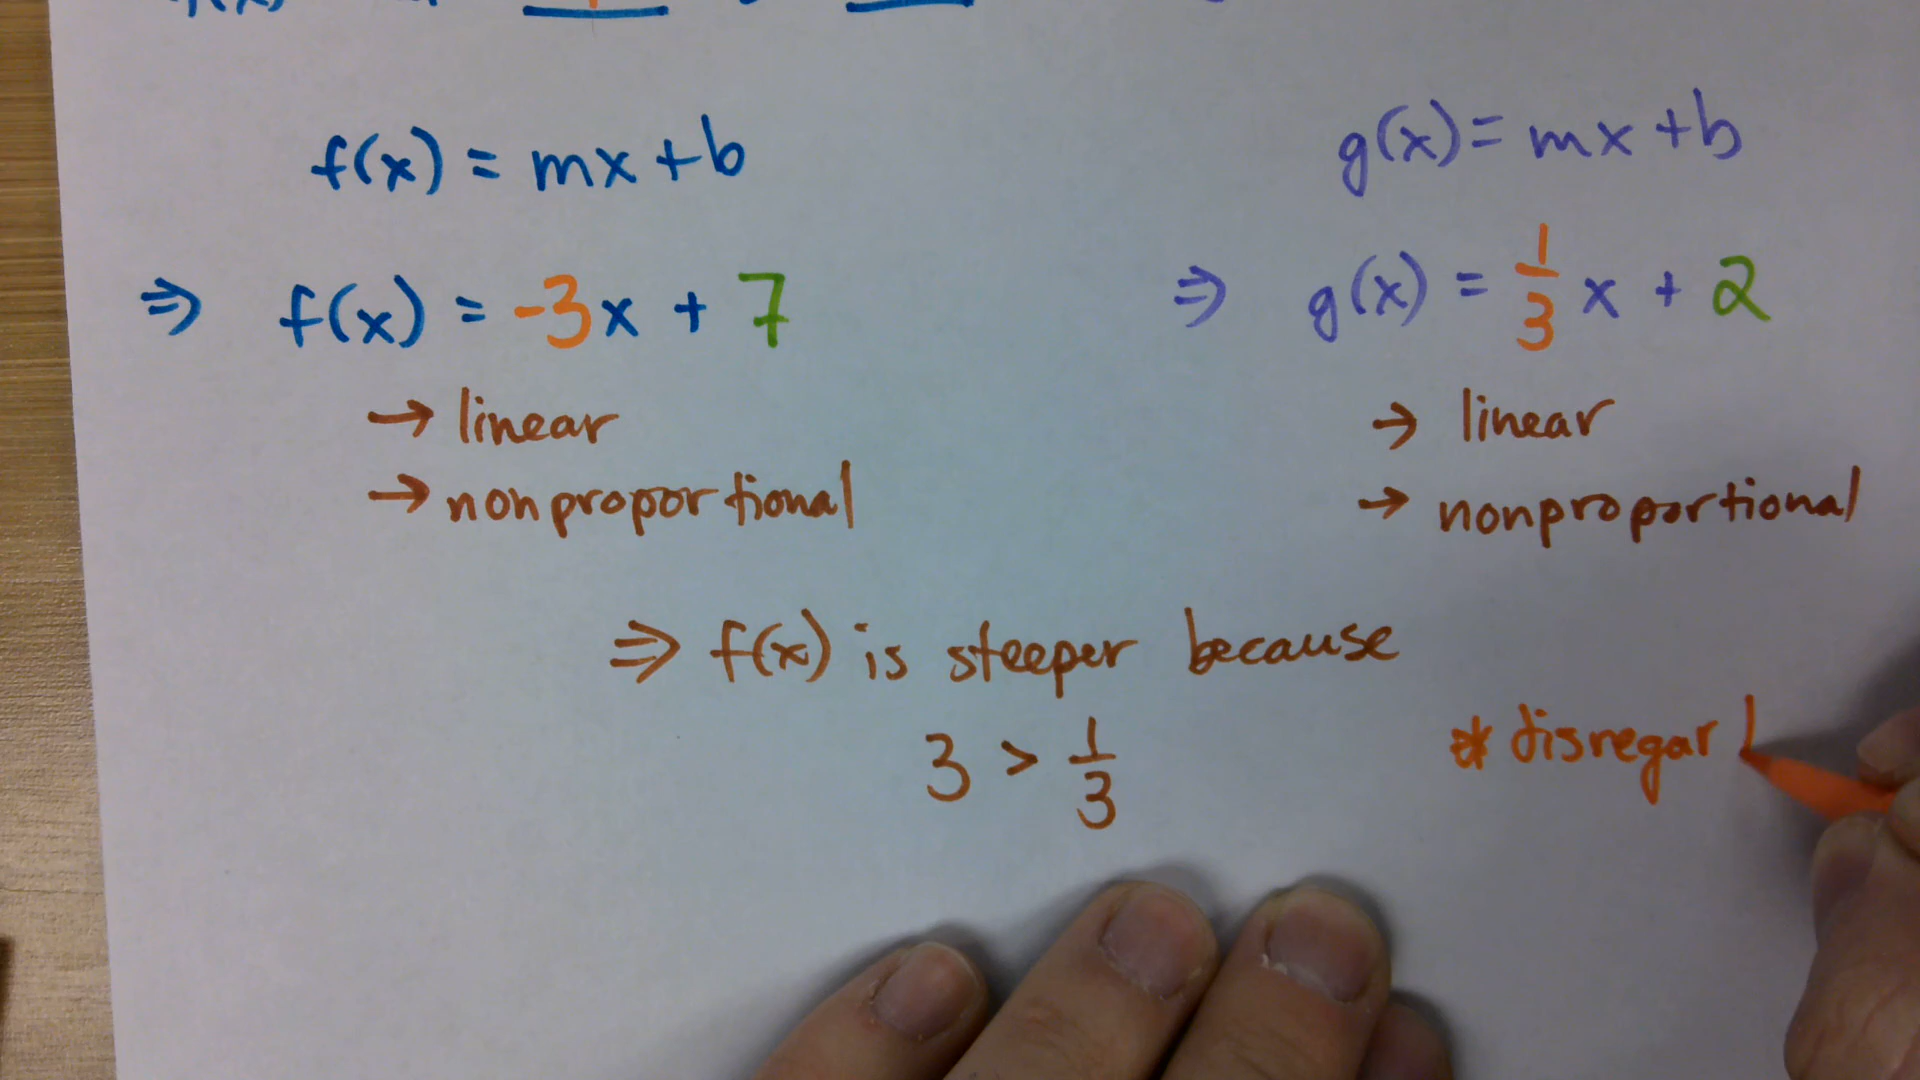 f(x) = mx + b
g(x) = mx + b
⇒ f(x) = -3x + 7
⇒ g(x) = 1/3 x + 2
→ linear
→ linear
→ nonproportional
→ nonproportional
⇒ f(x) is steeper because
3 > 1/3
* disregar